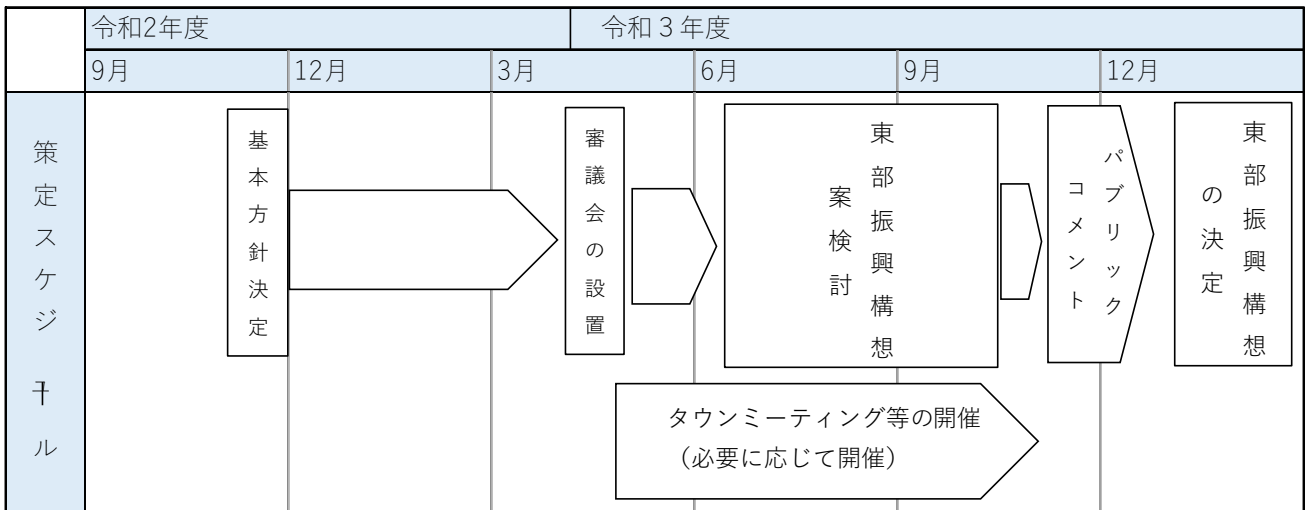 令和2年度
令和３年度
9月
12月
3月
6月
9月
12月
策定スケジュール
基本方針決定
審議会の設置
東部振興構想
案検討
パブリック
コメント
東部振興構想
の決定
タウンミーティング等の開催
（必要に応じて開催）